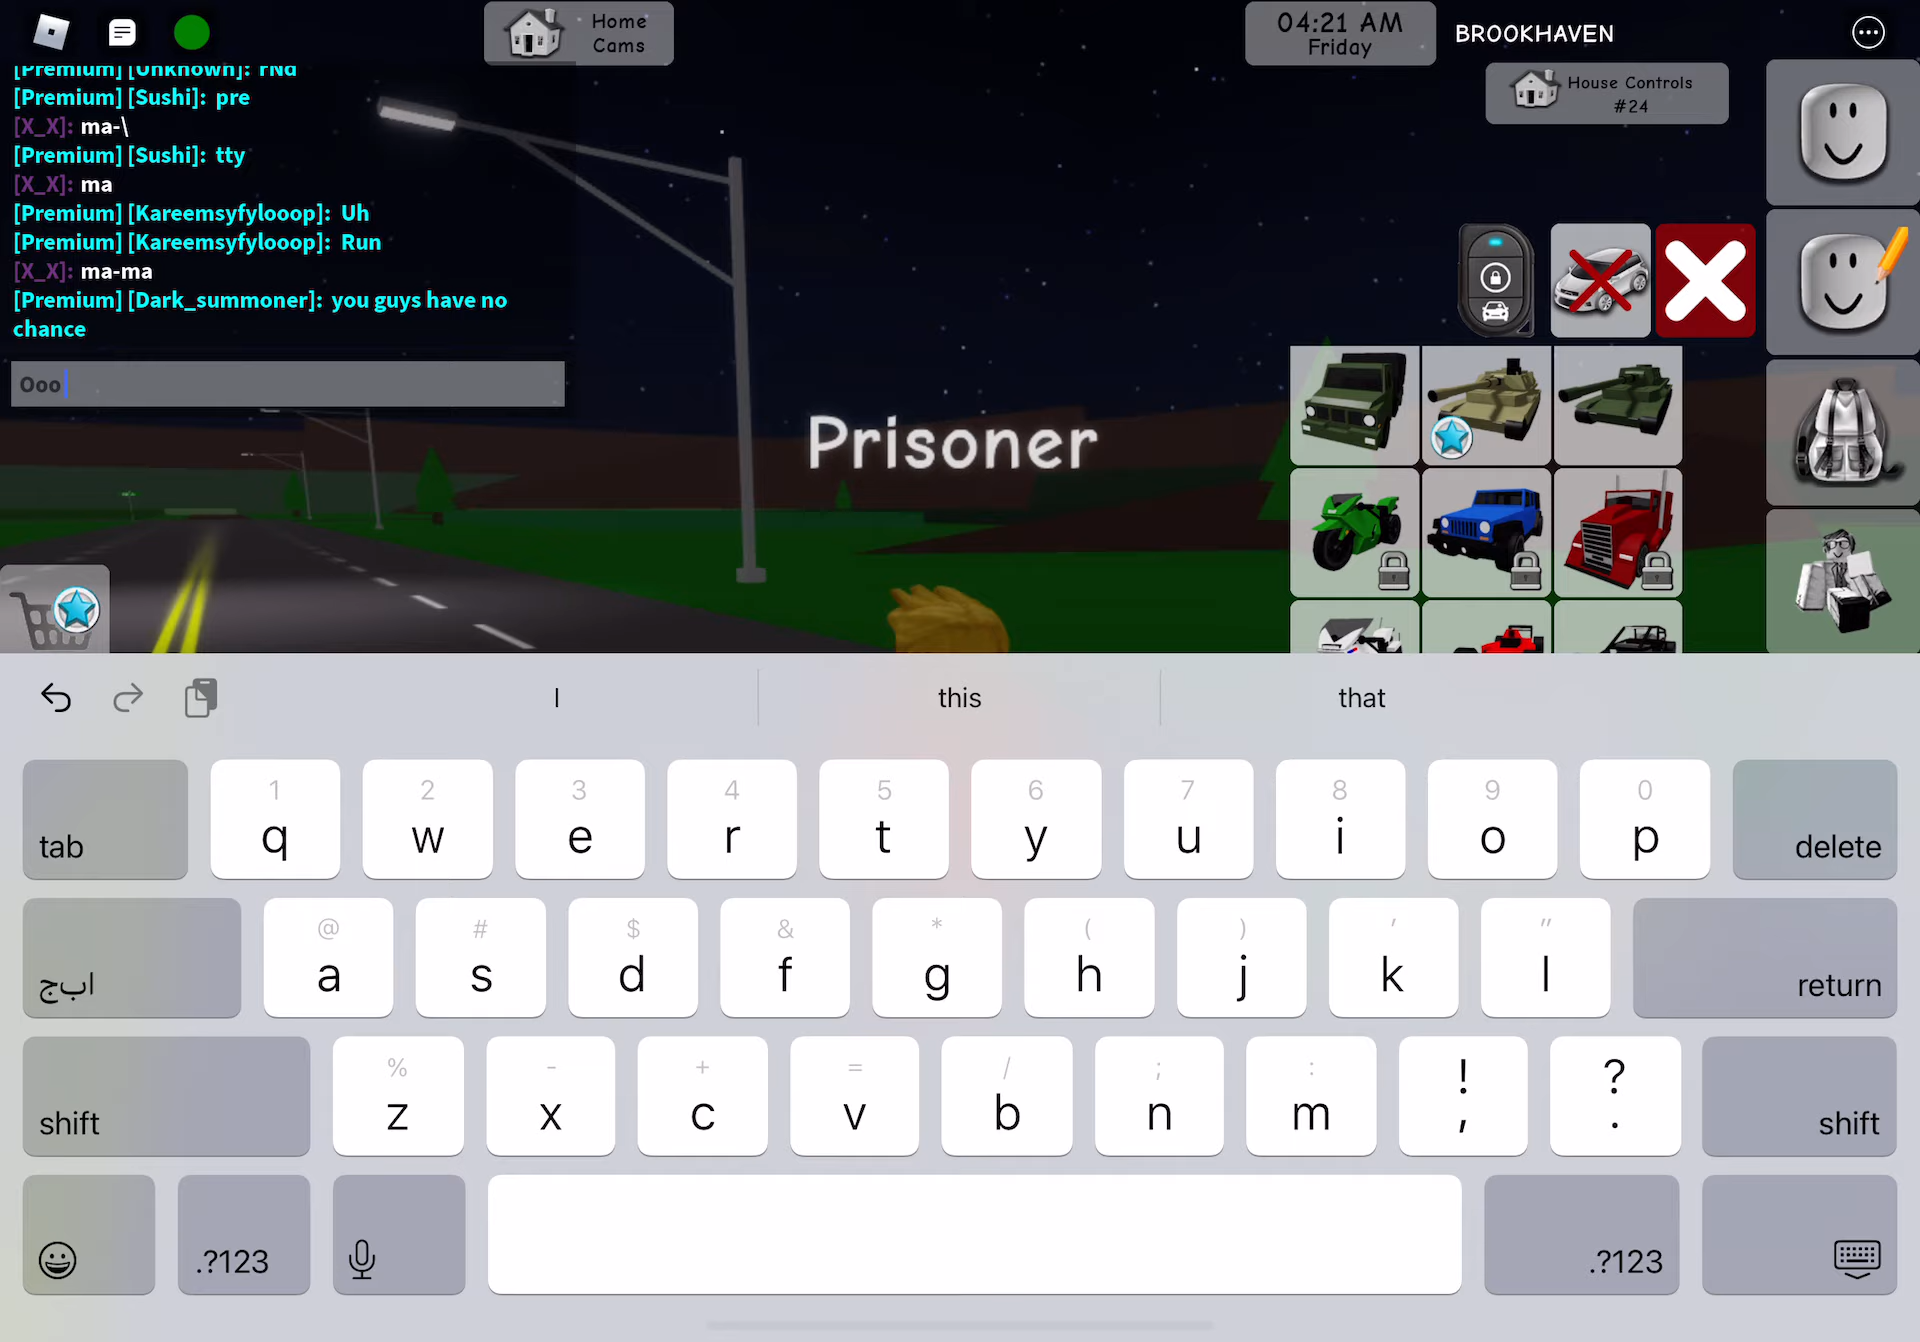 Home
Cams
04:21 AM
Friday
BROOKHAVEN
House Controls
#24
[Premium] [Unknown]: rNd
[Premium] [Sushi]: pre
[X_X]: ma-\
[Premium] [Sushi]: tty
[X_X]: ma
[Premium] [Kareemsyfylooop]: Uh
[Premium] [Kareemsyfylooop]: Run
[X_X]: ma-ma
[Premium] [Dark_summoner]: you guys have no
chance
Ooo
Prisoner
I this that
1 2 3 4 5 6 7 8 9 0
tab q w e r t y u i o p delete
@ # $ & * ( ) ' "
ابج a s d f g h j k l return
% - + = / ; : ! ?
shift z x c v b n m , . shift
.?123 .?123